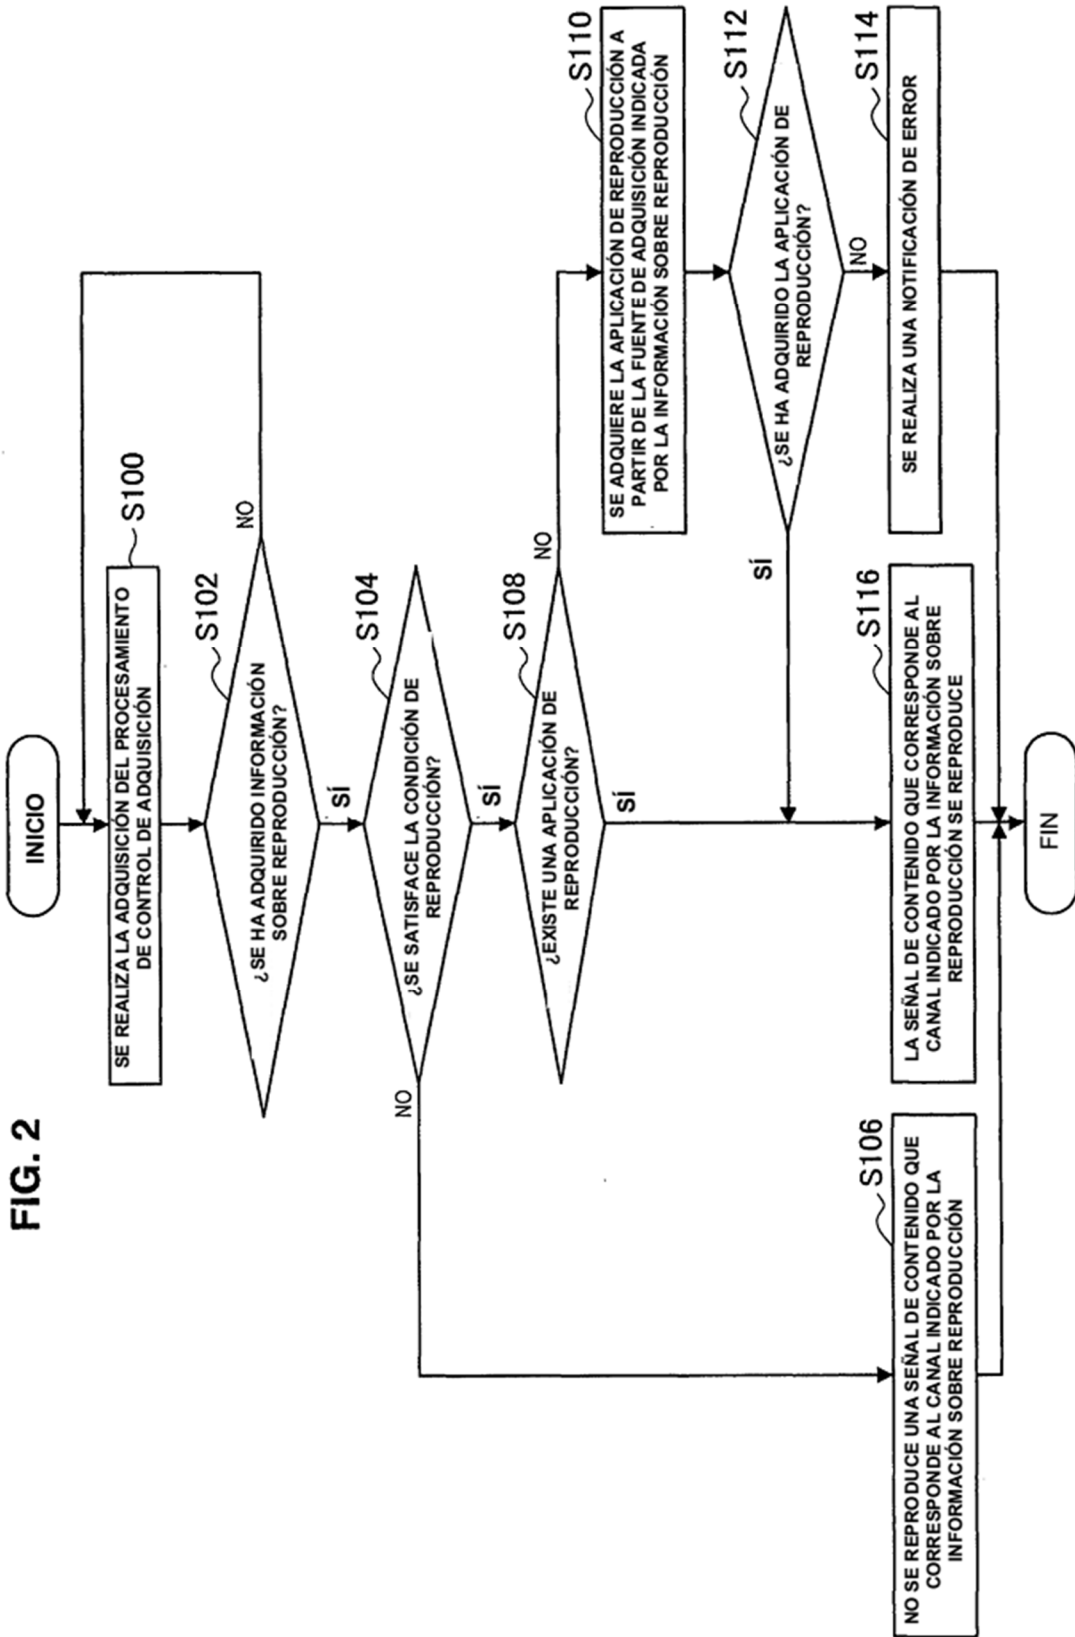 FIG. 2
INICIO
SE REALIZA LA ADQUISICIÓN DEL PROCESAMIENTO
DE CONTROL DE ADQUISICIÓN
S100
¿SE HA ADQUIRIDO INFORMACIÓN
SOBRE REPRODUCCIÓN?
S102
NO
SÍ
¿SE SATISFACE LA CONDICIÓN DE
REPRODUCCIÓN?
S104
NO
SÍ
¿EXISTE UNA APLICACIÓN DE
REPRODUCCIÓN?
S108
NO
SÍ
SE ADQUIERE LA APLICACIÓN DE REPRODUCCIÓN A
PARTIR DE LA FUENTE DE ADQUISICIÓN INDICADA
POR LA INFORMACIÓN SOBRE REPRODUCCIÓN
S110
¿SE HA ADQUIRIDO LA APLICACIÓN DE
REPRODUCCIÓN?
S112
SÍ
NO
NO SE REPRODUCE UNA SEÑAL DE CONTENIDO QUE
CORRESPONDE AL CANAL INDICADO POR LA
INFORMACIÓN SOBRE REPRODUCCIÓN
S106
LA SEÑAL DE CONTENIDO QUE CORRESPONDE AL
CANAL INDICADO POR LA INFORMACIÓN SOBRE
REPRODUCCIÓN SE REPRODUCE
S116
SE REALIZA UNA NOTIFICACIÓN DE ERROR
S114
FIN